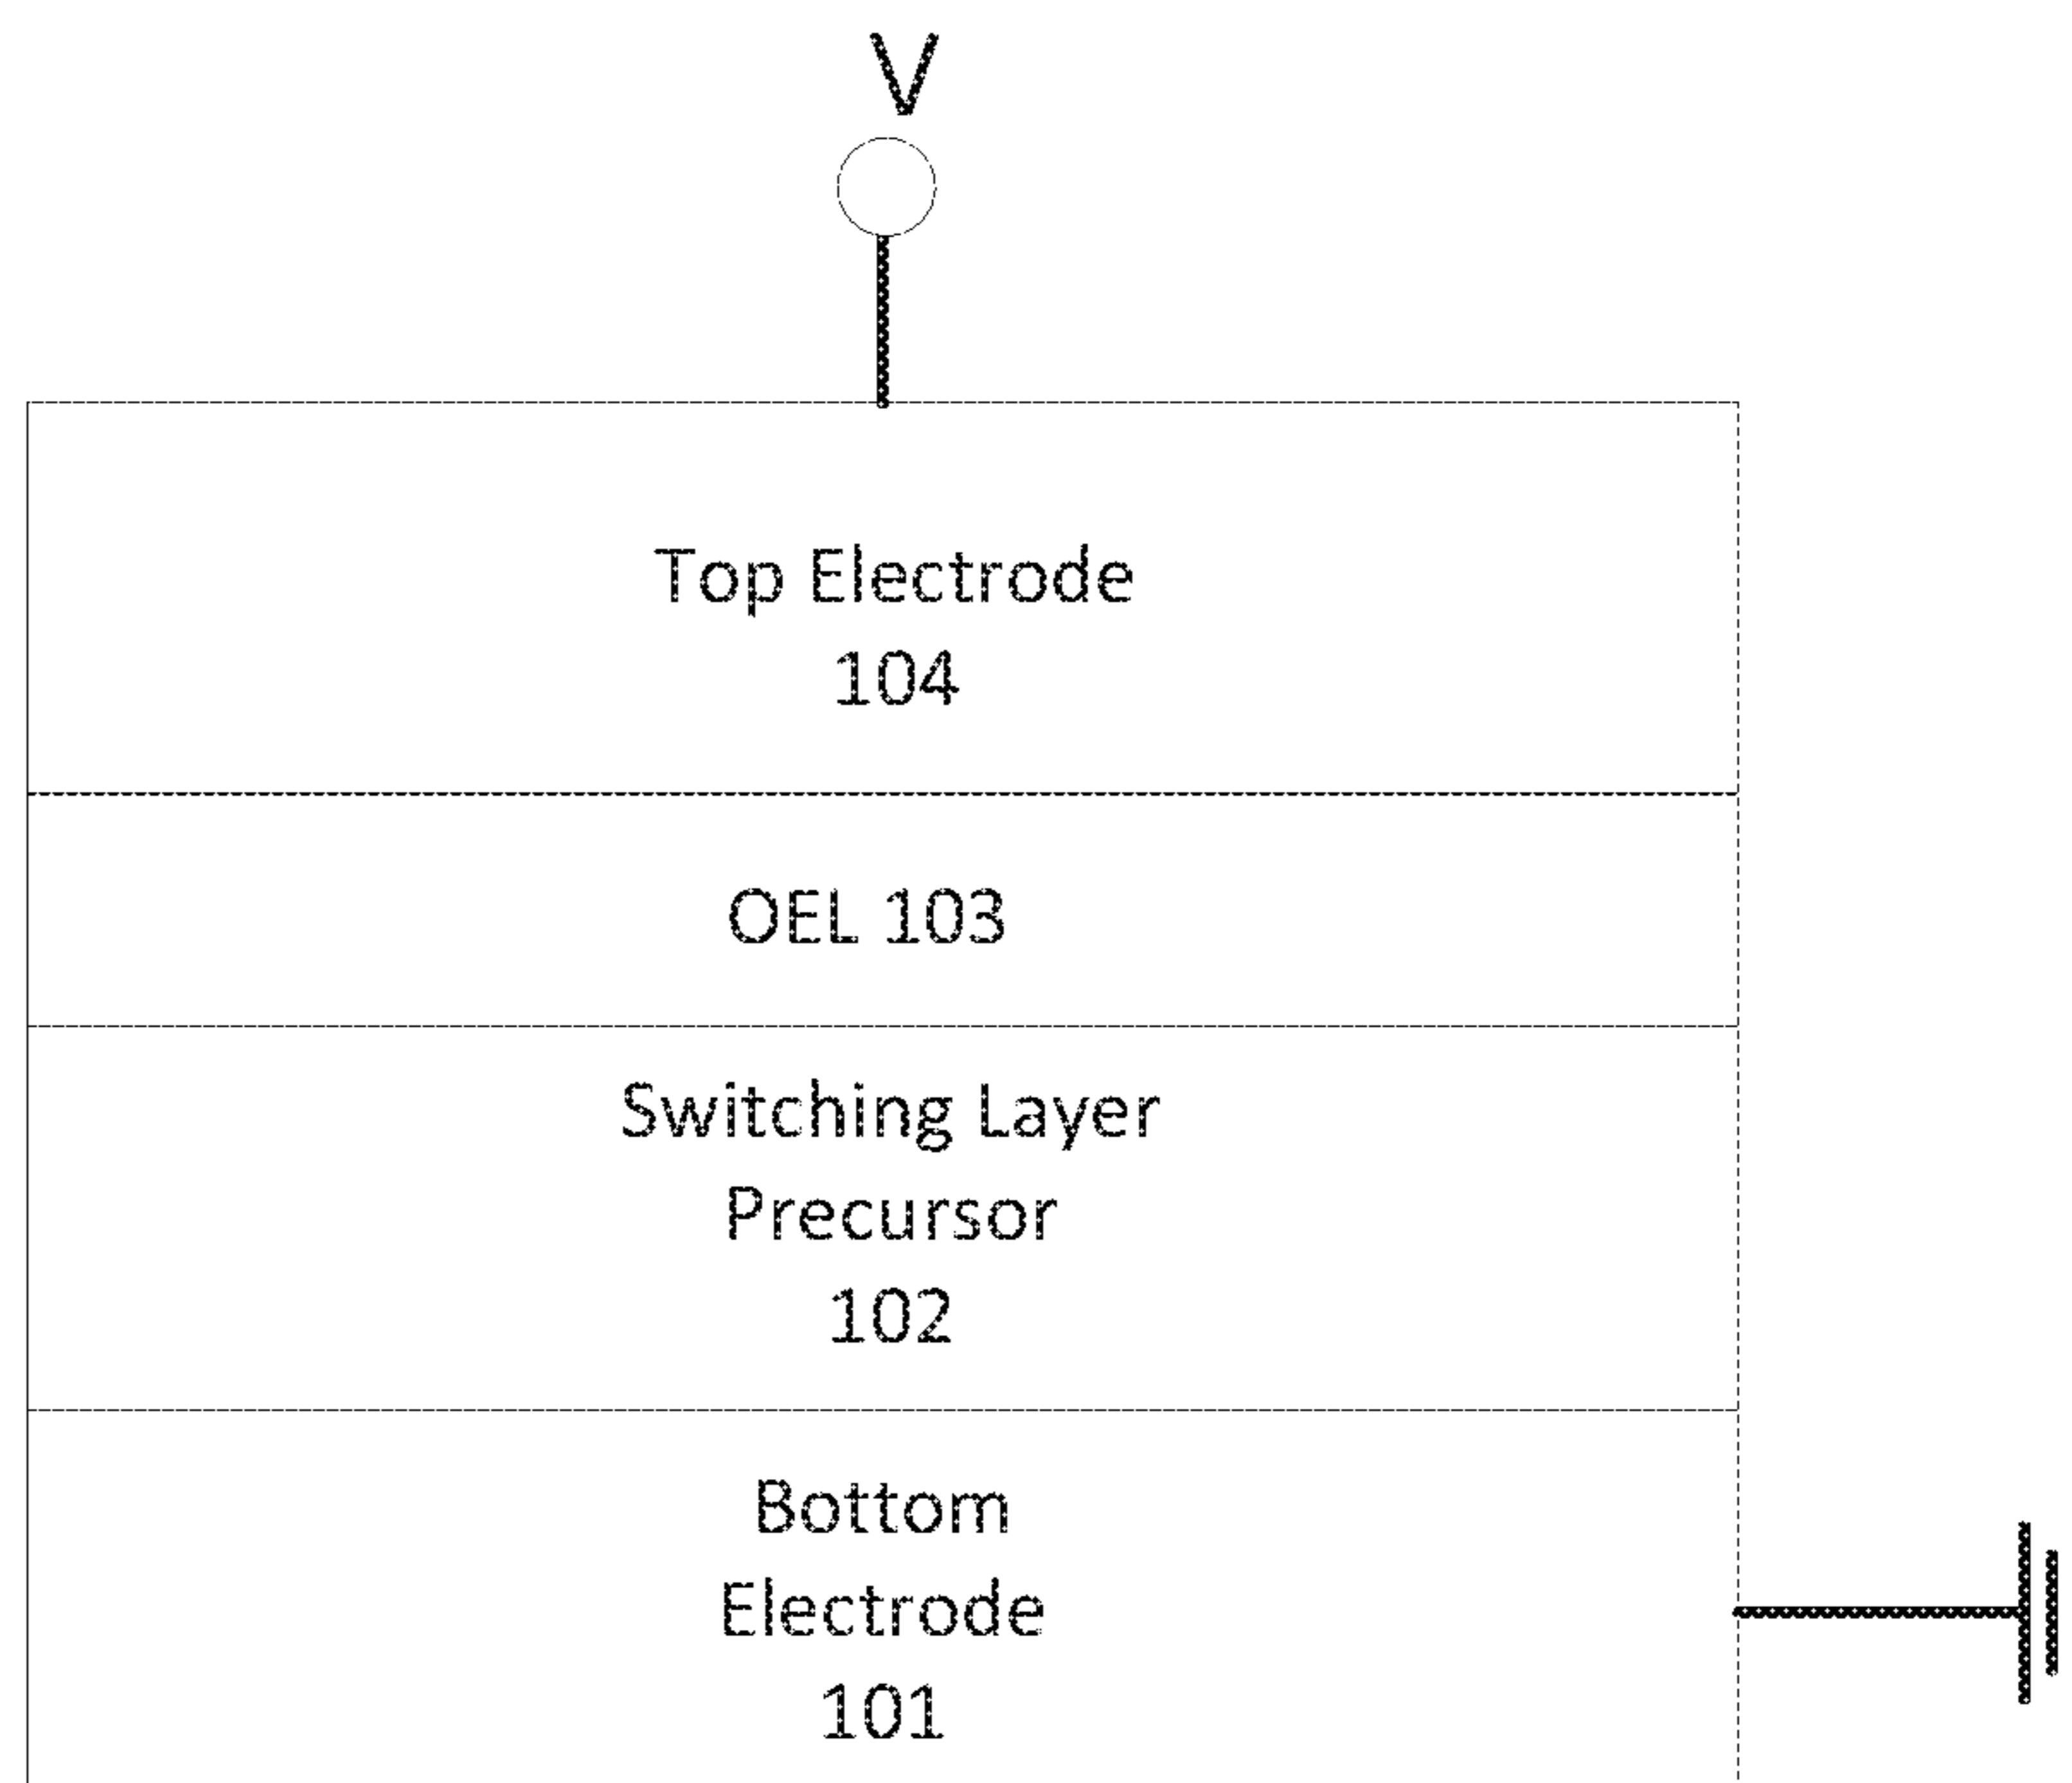 V
Top Electrode
104
OEL 103
Switching Layer
Precursor
102
Bottom
Electrode
101